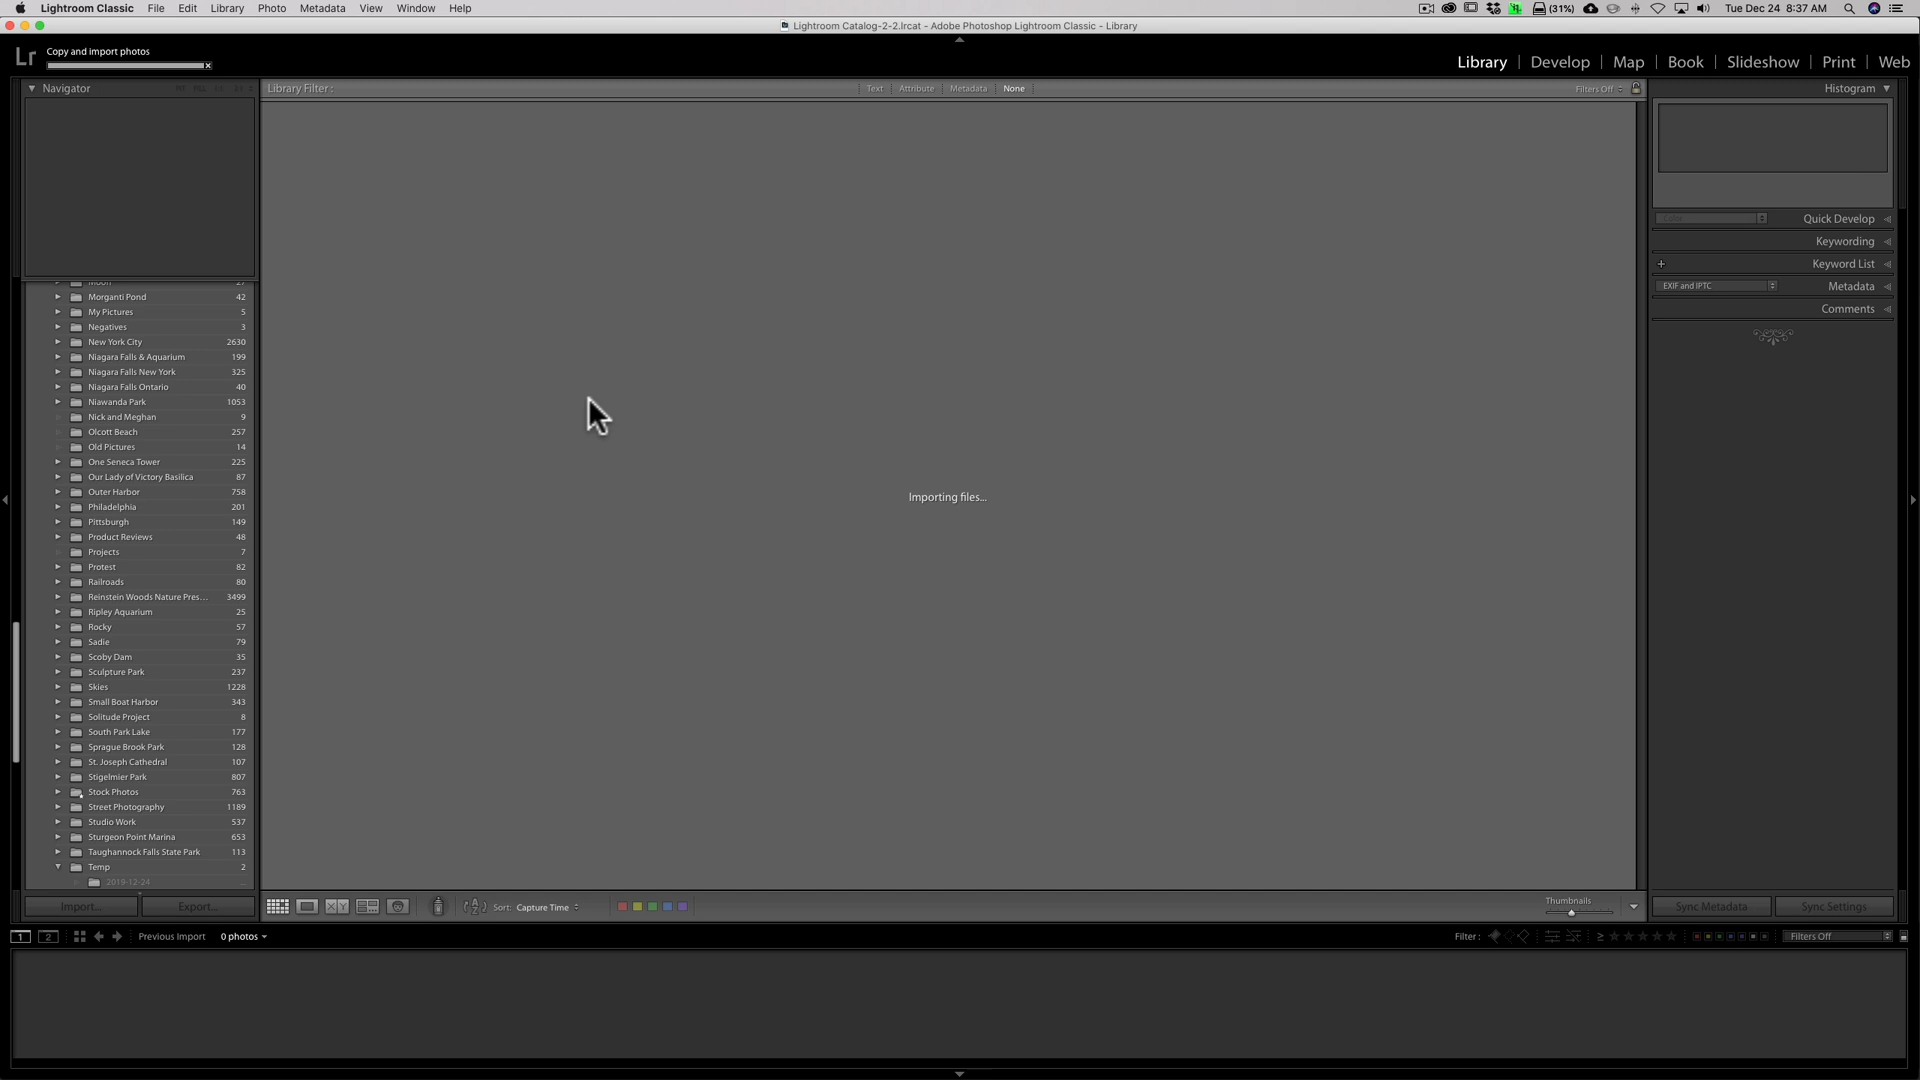 Lightroom Classic File Edit Library Photo Metadata View Window Help (31%) Tue Dec 24 8:37 AM
Lightroom Catalog-2-2.lrcat - Adobe Photoshop Lightroom Classic - Library
Lr Copy and import photos
Library | Develop | Map | Book | Slideshow | Print | Web
Navigator
Library Filter : Text Attribute Metadata None Filters Off
Histogram
Quick Develop
Keywording
Keyword List
EXIF and IPTC Metadata
Comments
Moon 27
Morganti Pond 42
My Pictures 5
Negatives 3
New York City 2630
Niagara Falls & Aquarium 199
Niagara Falls New York 325
Niagara Falls Ontario 40
Niawanda Park 1053
Nick and Meghan 9
Olcott Beach 257
Old Pictures 14
One Seneca Tower 225
Our Lady of Victory Basilica 87
Outer Harbor 758
Philadelphia 201
Pittsburgh 149
Product Reviews 48
Projects 7
Protest 82
Railroads 80
Reinstein Woods Nature Pres... 3499
Ripley Aquarium 25
Rocky 57
Sadie 79
Scoby Dam 35
Sculpture Park 237
Skies 1228
Small Boat Harbor 343
Solitude Project 8
South Park Lake 177
Sprague Brook Park 128
St. Joseph Cathedral 107
Stigelmier Park 807
Stock Photos 763
Street Photography 1189
Studio Work 537
Sturgeon Point Marina 653
Taughannock Falls State Park 113
Temp 2
2019-12-24 ...
Importing files...
Import... Export...
Sort: Capture Time
Thumbnails
Sync Metadata Sync Settings
1 2 Previous Import 0 photos
Filter : Filters Off